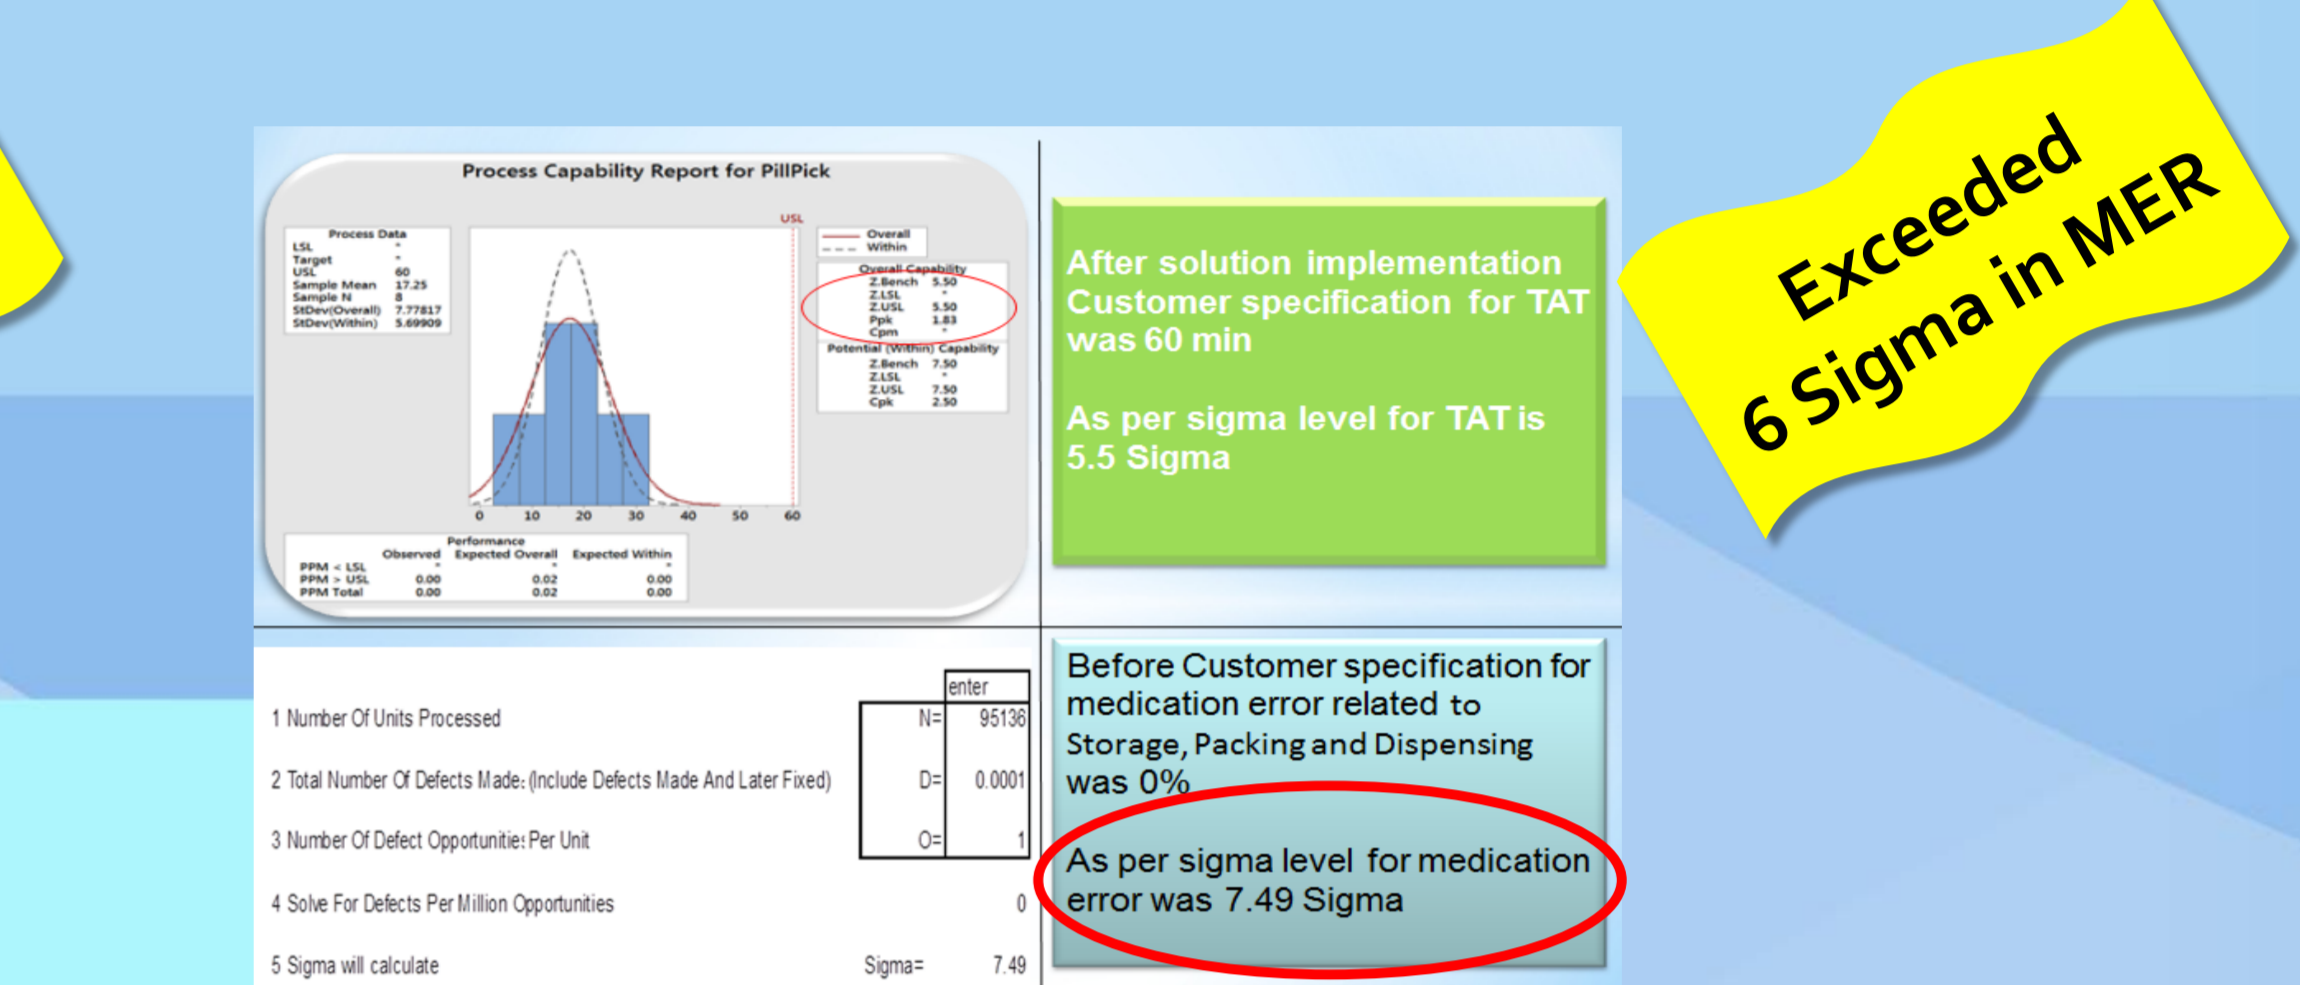 Process Capability Report for PillPick
USL
Process Data
LSL *
Target *
USL 60
Sample Mean 17.25
Sample N 8
StDev(Overall) 7.77817
StDev(Within) 5.69909
Overall
Within
Overall Capability
Z.Bench 5.50
Z.LSL *
Z.USL 5.50
Ppk 1.83
Cpm *
Potential (Within) Capability
Z.Bench 7.50
Z.LSL *
Z.USL 7.50
Cpk 2.50
0 10 20 30 40 50 60
Performance
Observed Expected Overall Expected Within
PPM < LSL * * *
PPM > USL 0.00 0.02 0.00
PPM Total 0.00 0.02 0.00
After solution implementation
Customer specification for TAT
was 60 min
As per sigma level for TAT is
5.5 Sigma
Exceeded
6 Sigma in MER
enter
1 Number Of Units Processed N= 95136
2 Total Number Of Defects Made: (Include Defects Made And Later Fixed) D= 0.0001
3 Number Of Defect Opportunities Per Unit O= 1
4 Solve For Defects Per Million Opportunities 0
5 Sigma will calculate Sigma= 7.49
Before Customer specification for
medication error related to
Storage, Packing and Dispensing
was 0%
As per sigma level for medication
error was 7.49 Sigma